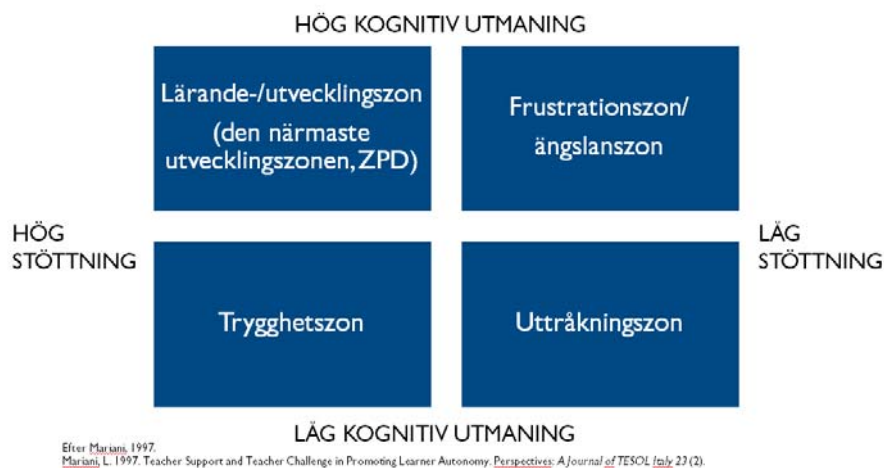 HÖG KOGNITIV UTMANING
Lärande-/utvecklingszon
(den närmaste
utvecklingszonen, ZPD)
Frustrationszon/
ängslanszon
HÖG
STÖTTNING
LÅG
STÖTTNING
Trygghetszon
Uttråkningszon
LÅG KOGNITIV UTMANING
Efter Mariani, 1997.
Mariani, L. 1997. Teacher Support and Teacher Challenge in Promoting Learner Autonomy. Perspectives: A Journal of TESOL Italy 23 (2).